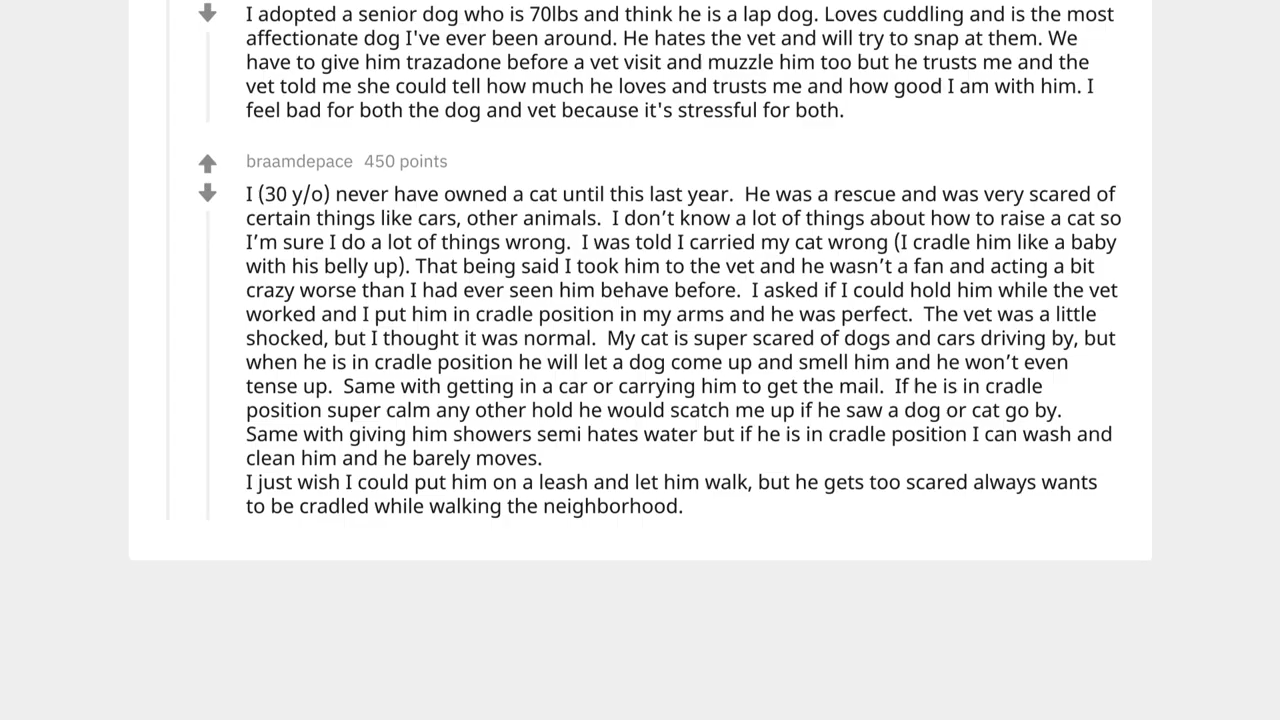 I adopted a senior dog who is 70lbs and think he is a lap dog. Loves cuddling and is the most
affectionate dog I've ever been around. He hates the vet and will try to snap at them. We
have to give him trazadone before a vet visit and muzzle him too but he trusts me and the
vet told me she could tell how much he loves and trusts me and how good I am with him. I
feel bad for both the dog and vet because it's stressful for both.
braamdepace 450 points
I (30 y/o) never have owned a cat until this last year.  He was a rescue and was very scared of
certain things like cars, other animals.  I don’t know a lot of things about how to raise a cat so
I’m sure I do a lot of things wrong.  I was told I carried my cat wrong (I cradle him like a baby
with his belly up). That being said I took him to the vet and he wasn’t a fan and acting a bit
crazy worse than I had ever seen him behave before.  I asked if I could hold him while the vet
worked and I put him in cradle position in my arms and he was perfect.  The vet was a little
shocked, but I thought it was normal.  My cat is super scared of dogs and cars driving by, but
when he is in cradle position he will let a dog come up and smell him and he won’t even
tense up.  Same with getting in a car or carrying him to get the mail.  If he is in cradle
position super calm any other hold he would scatch me up if he saw a dog or cat go by.
Same with giving him showers semi hates water but if he is in cradle position I can wash and
clean him and he barely moves.
I just wish I could put him on a leash and let him walk, but he gets too scared always wants
to be cradled while walking the neighborhood.